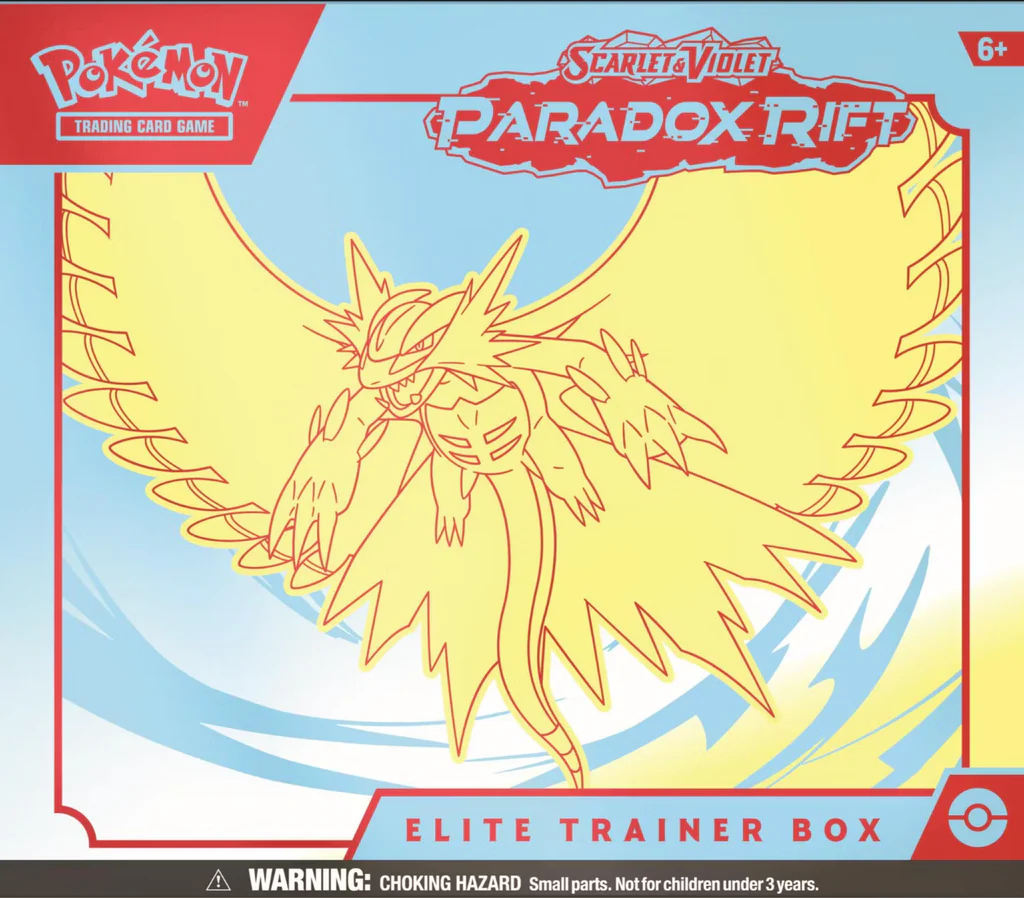 POKéMON™
TRADING CARD GAME
SCARLET & VIOLET
PARADOX RIFT
6+
ELITE TRAINER BOX
⚠ WARNING: CHOKING HAZARD Small parts. Not for children under 3 years.